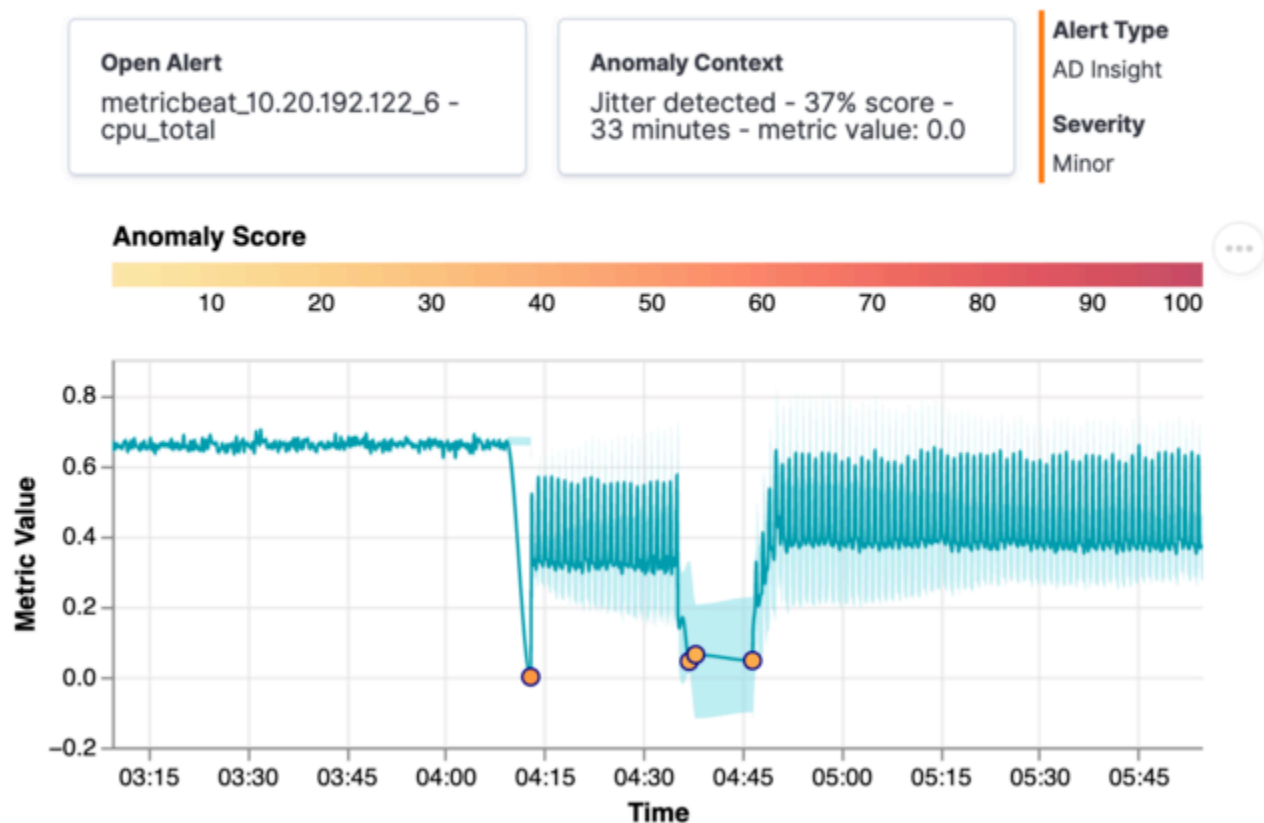 Open Alert
metricbeat_10.20.192.122_6 -
cpu_total
Anomaly Context
Jitter detected - 37% score -
33 minutes - metric value: 0.0
Alert Type
AD Insight
Severity
Minor
Anomaly Score
10 20 30 40 50 60 70 80 90 100
Metric Value
0.8
0.6
0.4
0.2
0.0
−0.2
03:15 03:30 03:45 04:00 04:15 04:30 04:45 05:00 05:15 05:30 05:45
Time